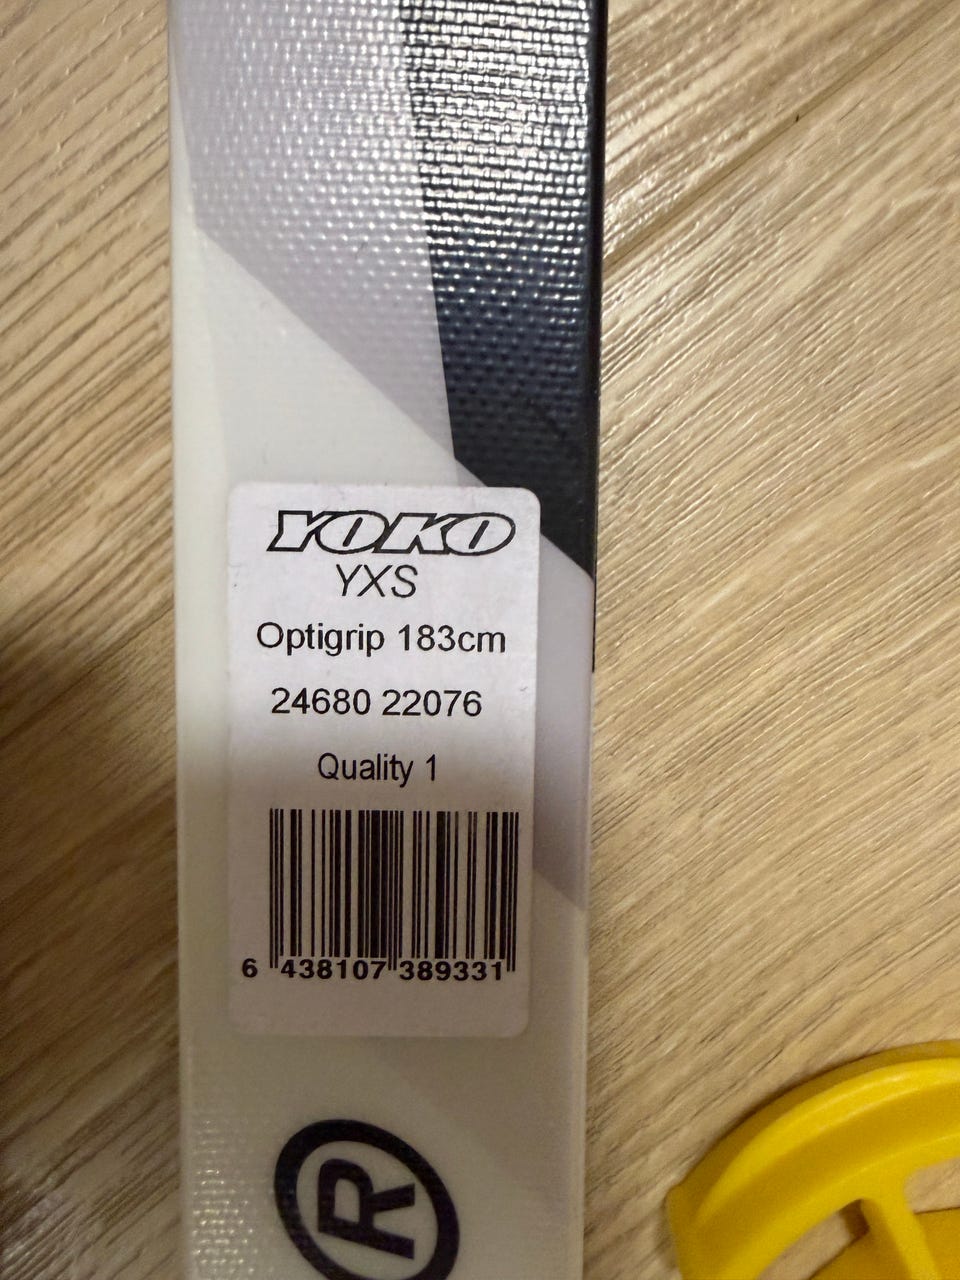 YOKO
YXS
Optigrip 183cm
24680 22076
Quality 1
6 438107 389331
®